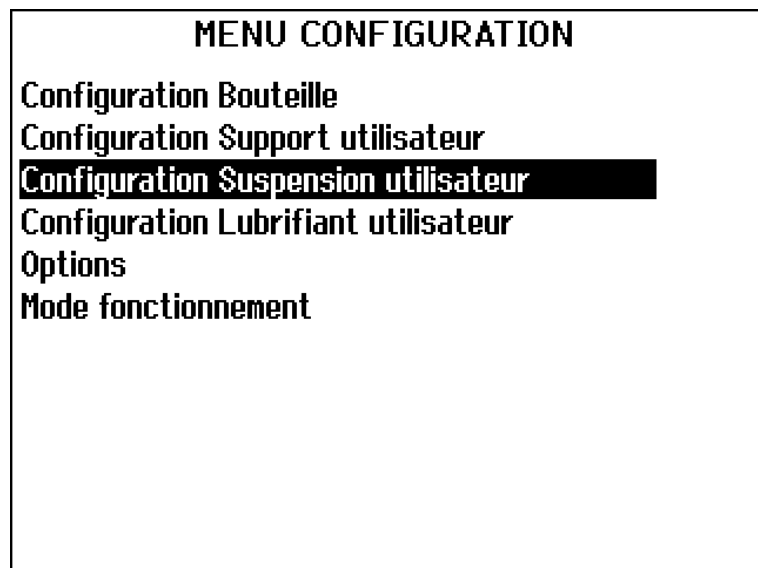 MENU CONFIGURATION
Configuration Bouteille
Configuration Support utilisateur
Configuration Suspension utilisateur
Configuration Lubrifiant utilisateur
Options
Mode fonctionnement